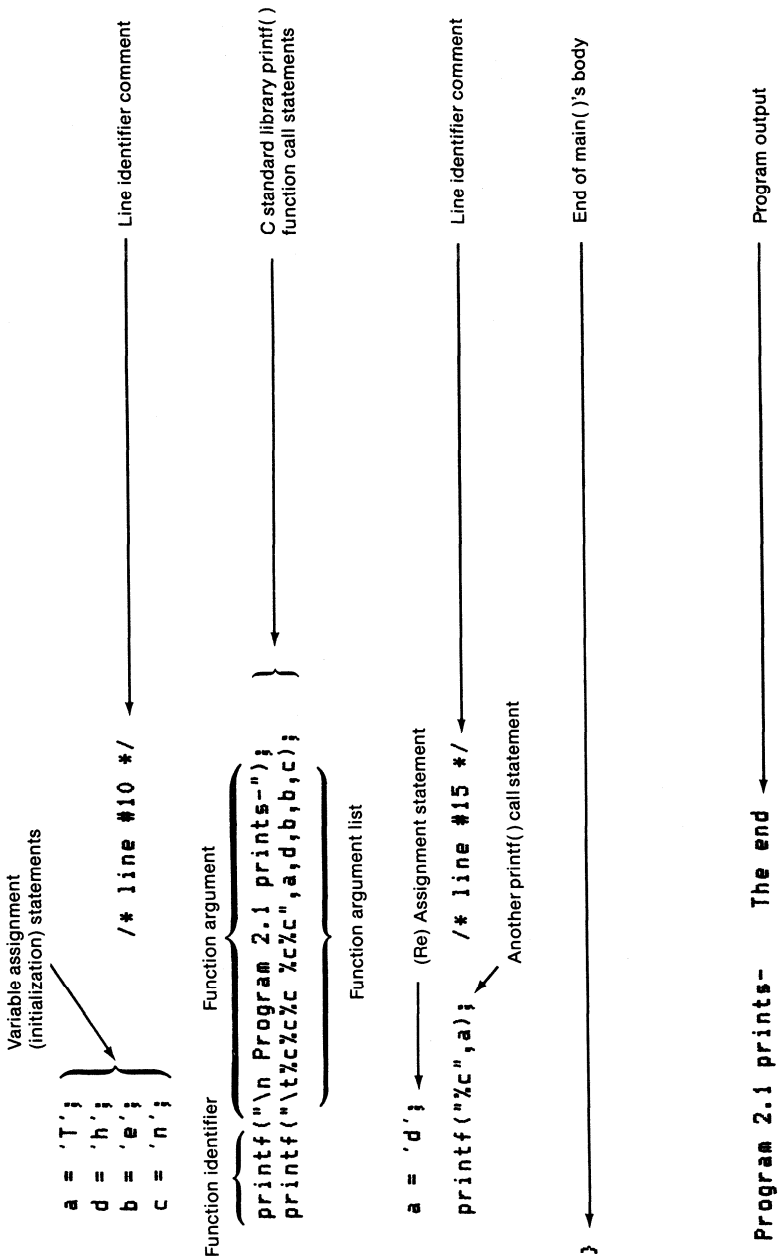 Variable assignment
(initialization) statements
a = 'T';
d = 'h';
b = 'e'; /* line #10 */ Line identifier comment
c = 'n';
Function identifier Function argument
printf("\n Program 2.1 prints-"); } C standard library printf( )
printf("\t%c%c%c %c%c",a,d,b,b,c); function call statements
Function argument list
a = 'd'; (Re) Assignment statement
printf("%c",a); /* line #15 */ Line identifier comment
Another printf( ) call statement
} End of main( )'s body
Program 2.1 prints- The end Program output